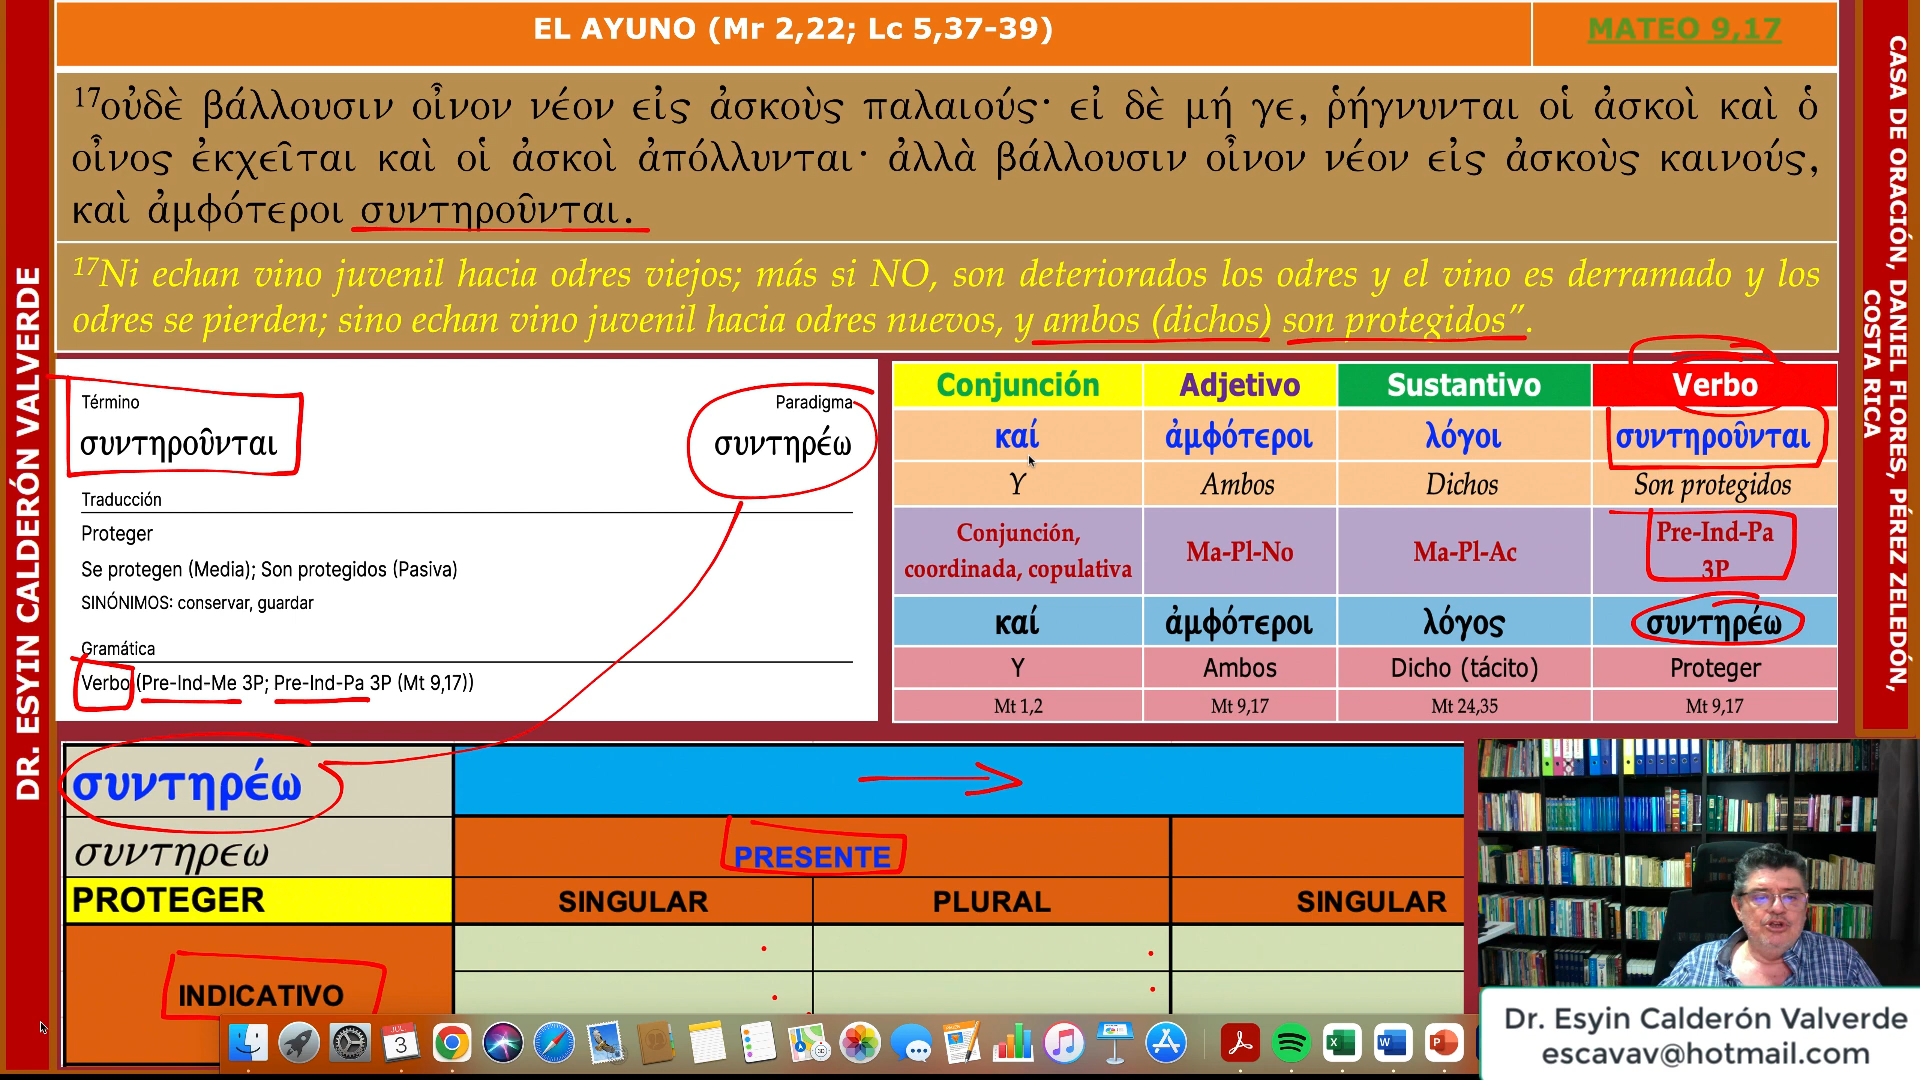 EL AYUNO (Mr 2,22; Lc 5,37-39)
MATEO 9,17
¹⁷οὐδὲ βάλλουσιν οἶνον νέον εἰς ἀσκοὺς παλαιούς· εἰ δὲ μή γε, ῥήγνυνται οἱ ἀσκοὶ καὶ ὁ
οἶνος ἐκχεῖται καὶ οἱ ἀσκοὶ ἀπόλλυνται· ἀλλὰ βάλλουσιν οἶνον νέον εἰς ἀσκοὺς καινούς,
καὶ ἀμφότεροι συντηροῦνται.
¹⁷Ni echan vino juvenil hacia odres viejos; más si NO, son deteriorados los odres y el vino es derramado y los
odres se pierden; sino echan vino juvenil hacia odres nuevos, y ambos (dichos) son protegidos”.
DR. ESYIN CALDERÓN VALVERDE
CASA DE ORACIÓN, DANIEL FLORES, PÉREZ ZELEDÓN,
COSTA RICA
Término
Paradigma
συντηροῦνται
συντηρέω
Traducción
Proteger
Se protegen (Media); Son protegidos (Pasiva)
SINÓNIMOS: conservar, guardar
Gramática
Verbo (Pre-Ind-Me 3P; Pre-Ind-Pa 3P (Mt 9,17))
Conjunción Adjetivo Sustantivo Verbo
καί ἀμφότεροι λόγοι συντηροῦνται
Y Ambos Dichos Son protegidos
Conjunción,
coordinada, copulativa
Ma-Pl-No
Ma-Pl-Ac
Pre-Ind-Pa
3P
καί ἀμφότεροι λόγος συντηρέω
Y Ambos Dicho (tácito) Proteger
Mt 1,2 Mt 9,17 Mt 24,35 Mt 9,17
συντηρέω
συντηρεω
PRESENTE
PROTEGER
SINGULAR PLURAL SINGULAR
INDICATIVO
JUL
3
Dr. Esyin Calderón Valverde
escavav@hotmail.com